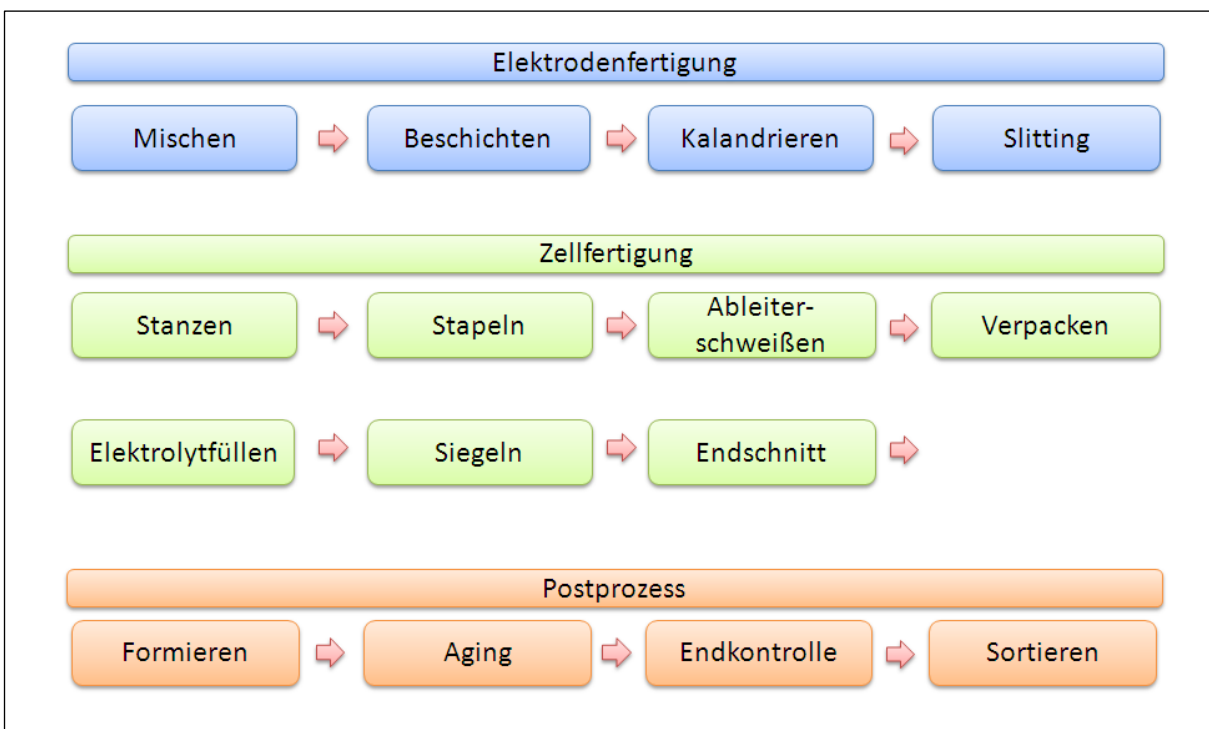 Elektrodenfertigung
Mischen
Beschichten
Kalandrieren
Slitting
Zellfertigung
Stanzen
Stapeln
Ableiter-
schweißen
Verpacken
Elektrolytfüllen
Siegeln
Endschnitt
Postprozess
Formieren
Aging
Endkontrolle
Sortieren